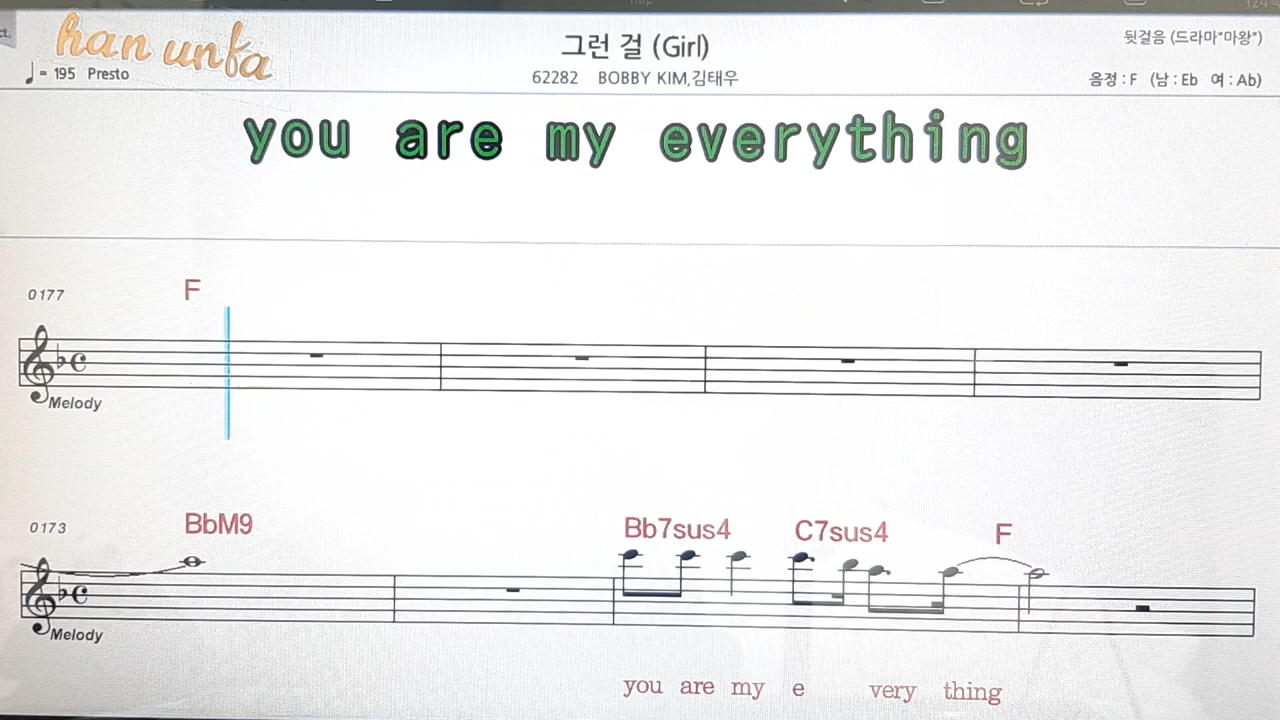 ct.
han unfa
그런 걸 (Girl)
뒷걸음 (드라마"마왕")
♩= 195 Presto
62282 BOBBY KIM,김태우
음정 : F (남 : Eb 여 : Ab)
you are my everything
0177
F
Melody
0173
BbM9
Bb7sus4 C7sus4 F
Melody
you are my e very thing